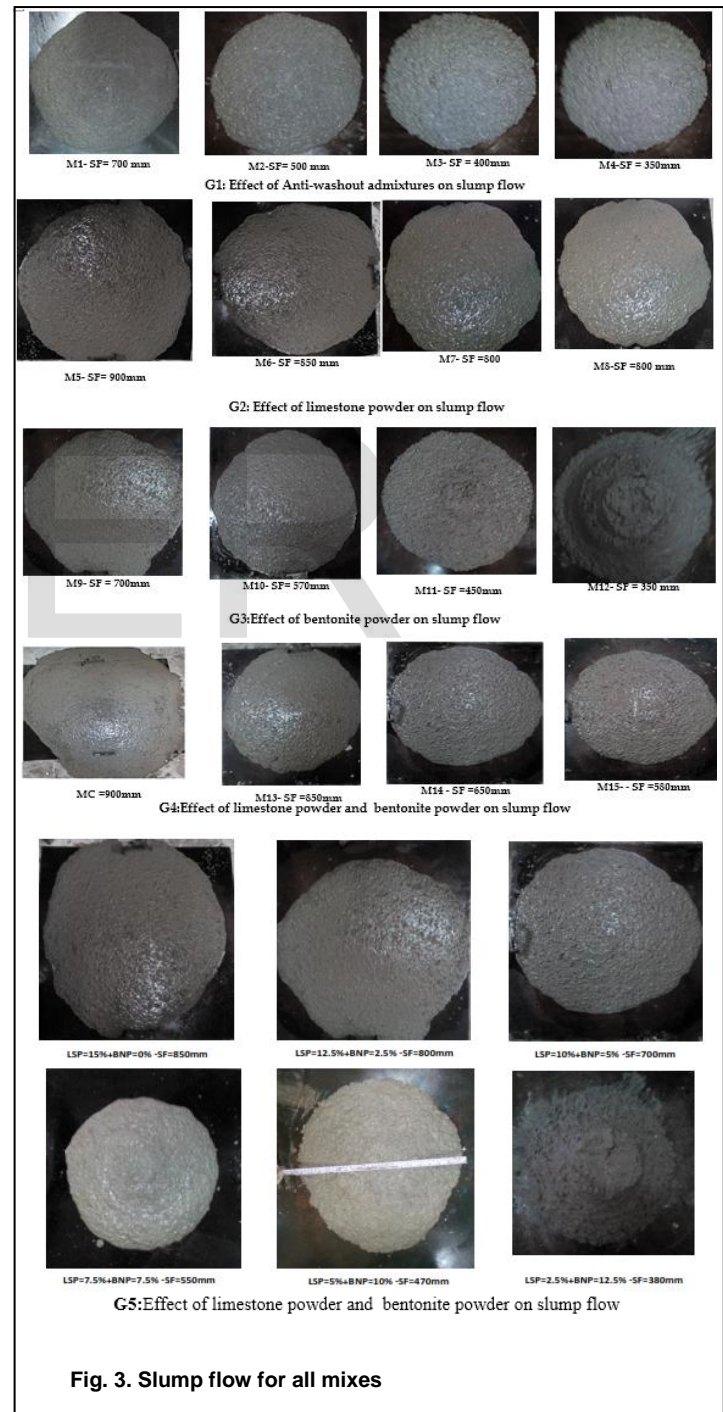 M1- SF= 700 mm M2-SF= 500 mm M3- SF = 400mm M4-SF = 350mm
G1: Effect of Anti-washout admixtures on slump flow
M5- SF= 900mm M6- SF =850 mm M7- SF =800 M8-SF =800 mm
G2: Effect of limestone powder on slump flow
M9- SF = 700mm M10- SF= 570mm M11- SF =450mm M12- SF = 350 mm
G3:Effect of bentonite powder on slump flow
MC =900mm M13- SF=850mm M14 - SF =650mm M15- - SF =580mm
G4:Effect of limestone powder and bentonite powder on slump flow
LSP=15%+BNP=0% -SF=850mm LSP=12.5%+BNP=2.5% -SF=800mm LSP=10%+BNP=5% -SF=700mm
LSP=7.5%+BNP=7.5% -SF=550mm LSP=5%+BNP=10% -SF=470mm LSP=2.5%+BNP=12.5% -SF=380mm
G5:Effect of limestone powder and bentonite powder on slump flow
Fig. 3. Slump flow for all mixes
ER